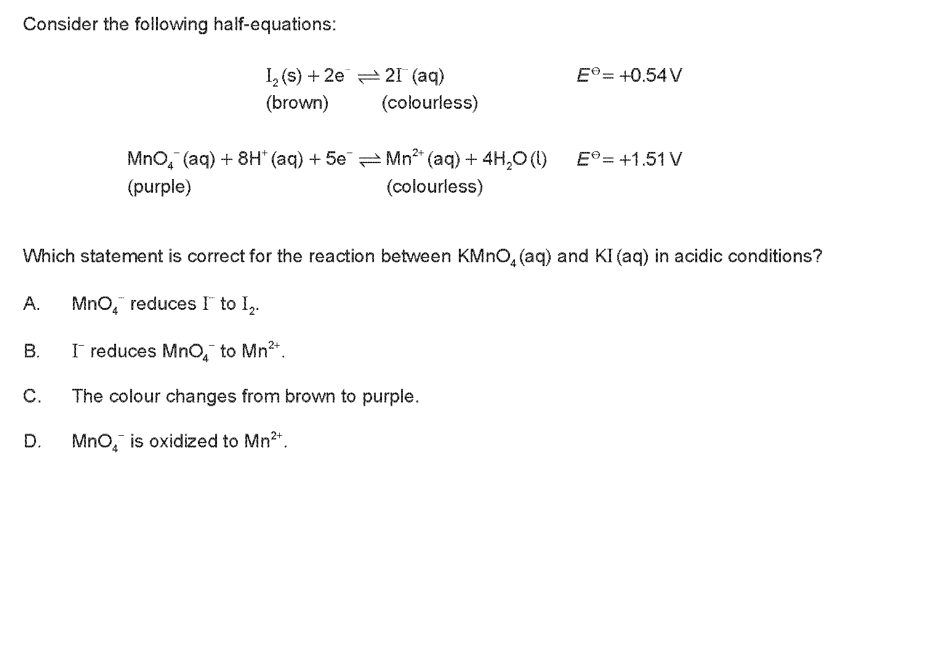 Consider the following half-equations:
I₂(s) + 2e⁻ ⇌ 2I⁻(aq) E⊖ = +0.54 V
(brown) (colourless)
MnO₄⁻(aq) + 8H⁺(aq) + 5e⁻ ⇌ Mn²⁺(aq) + 4H₂O(l) E⊖ = +1.51 V
(purple) (colourless)
Which statement is correct for the reaction between KMnO₄(aq) and KI(aq) in acidic conditions?
A. MnO₄⁻ reduces I⁻ to I₂.
B. I⁻ reduces MnO₄⁻ to Mn²⁺.
C. The colour changes from brown to purple.
D. MnO₄⁻ is oxidized to Mn²⁺.